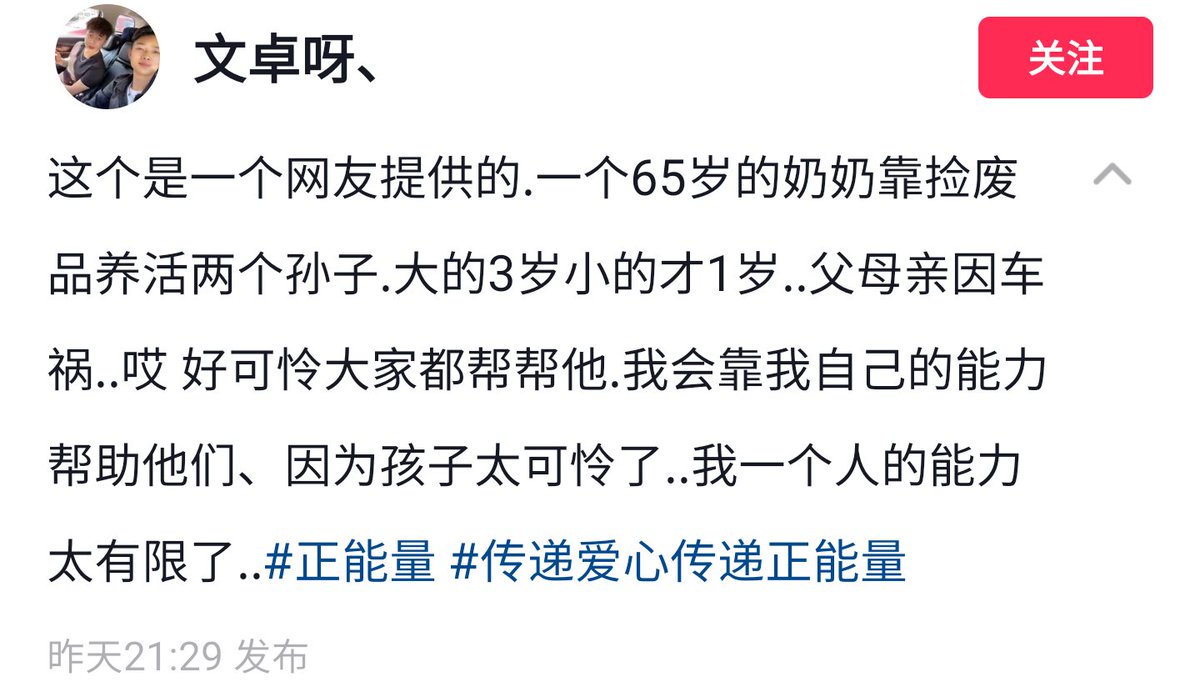 文卓呀、
关注
这个是一个网友提供的.一个65岁的奶奶靠捡废
品养活两个孙子.大的3岁小的才1岁..父母亲因车
祸..哎 好可怜大家都帮帮他.我会靠我自己的能力
帮助他们、因为孩子太可怜了..我一个人的能力
太有限了..#正能量 #传递爱心传递正能量
昨天21:29 发布